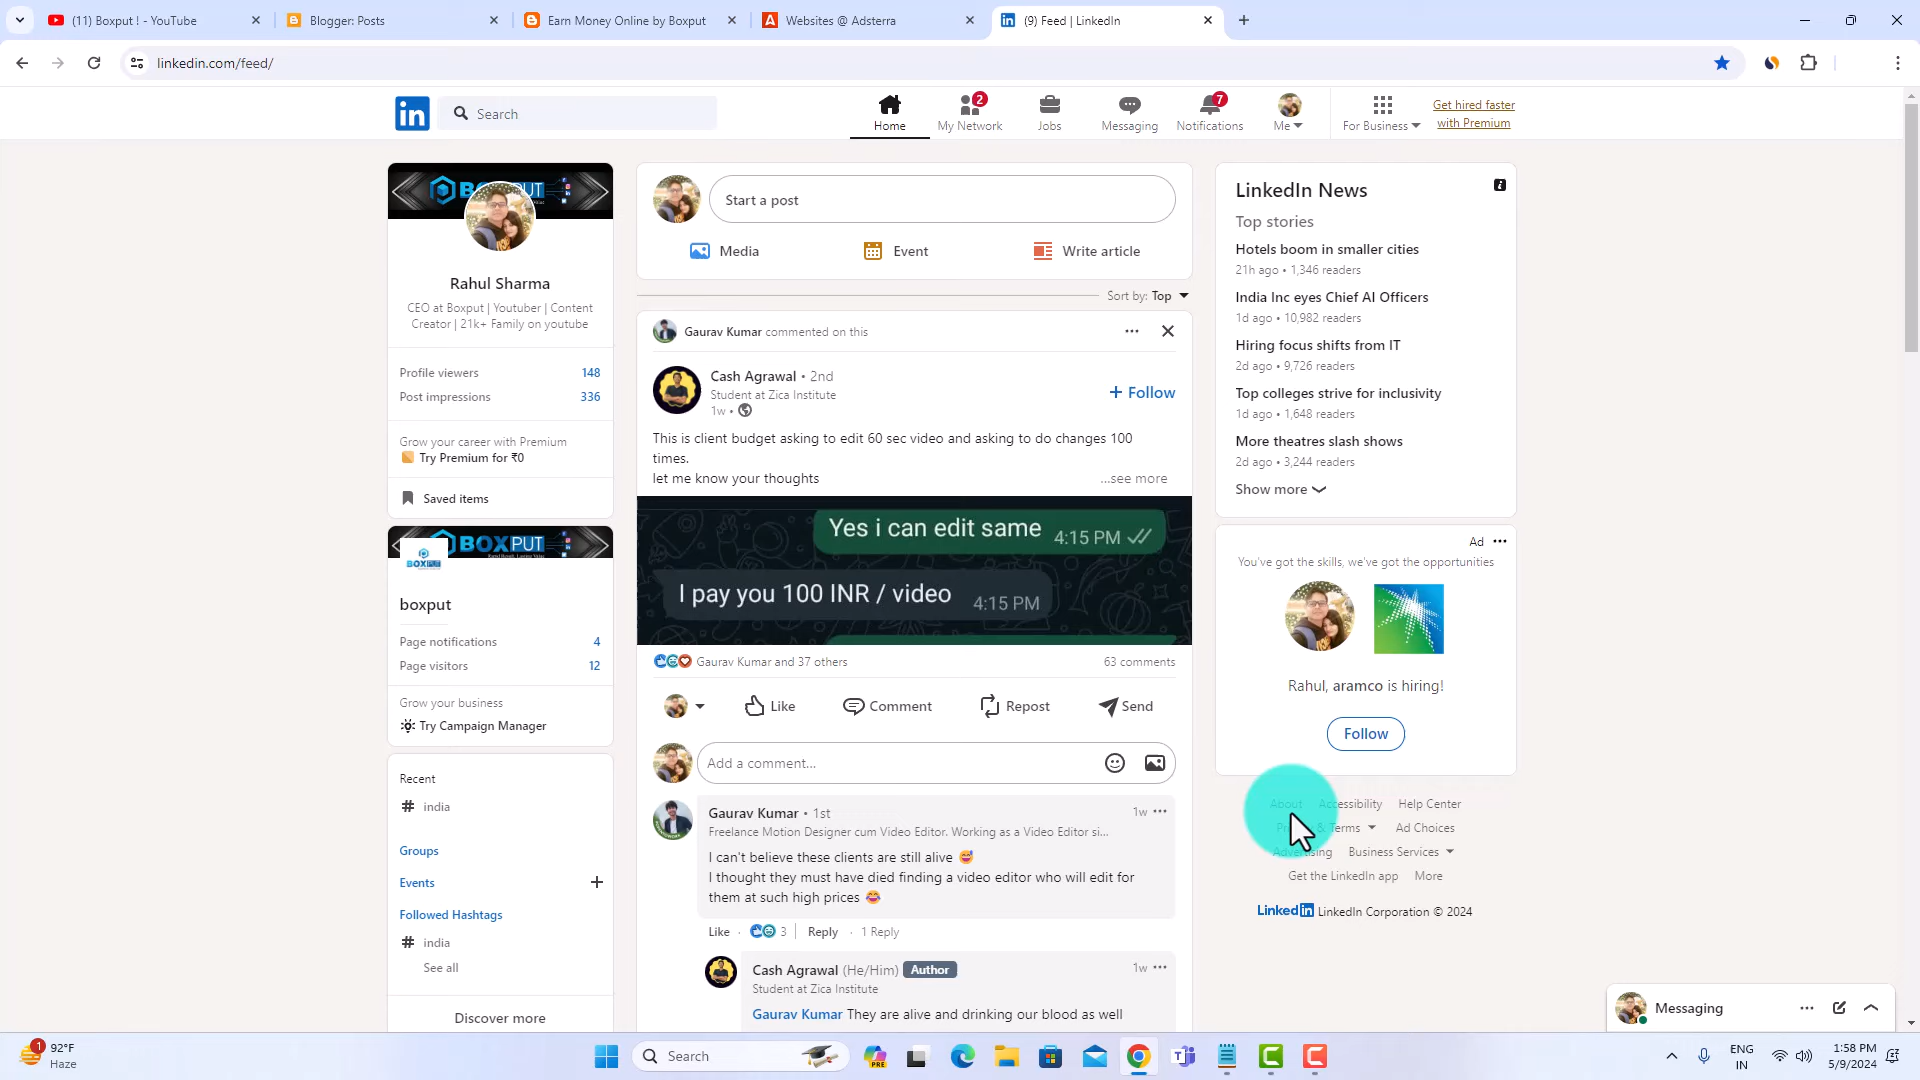 (11) Boxput ! - YouTube
Blogger: Posts
Earn Money Online by Boxput
Websites @ Adsterra
(9) Feed | LinkedIn
linkedin.com/feed/
in
Search
Home
2
My Network
Jobs
Messaging
7
Notifications
Me
For Business
Get hired faster
with Premium
Rahul Sharma
CEO at Boxput | Youtuber | Content
Creator | 21k+ Family on youtube
Profile viewers 148
Post impressions 336
Grow your career with Premium
Try Premium for ₹0
Saved items
BOXPUT
boxput
Page notifications 4
Page visitors 12
Grow your business
Try Campaign Manager
Recent
# india
Groups
Events
Followed Hashtags
# india
See all
Discover more
Start a post
Media
Event
Write article
Sort by: Top
Gaurav Kumar commented on this
Cash Agrawal • 2nd
Student at Zica Institute
1w •
+ Follow
This is client budget asking to edit 60 sec video and asking to do changes 100
times.
let me know your thoughts
...see more
Yes i can edit same 4:15 PM
I pay you 100 INR / video 4:15 PM
Gaurav Kumar and 37 others
63 comments
Like
Comment
Repost
Send
Add a comment...
Gaurav Kumar • 1st
1w
Freelance Motion Designer cum Video Editor. Working as a Video Editor si...
I can't believe these clients are still alive 😅
I thought they must have died finding a video editor who will edit for
them at such high prices 😂
Like · 3 | Reply · 1 Reply
Cash Agrawal (He/Him) Author
1w
Student at Zica Institute
Gaurav Kumar They are alive and drinking our blood as well
LinkedIn News
Top stories
Hotels boom in smaller cities
21h ago • 1,346 readers
India Inc eyes Chief AI Officers
1d ago • 10,982 readers
Hiring focus shifts from IT
2d ago • 9,726 readers
Top colleges strive for inclusivity
1d ago • 1,648 readers
More theatres slash shows
2d ago • 3,244 readers
Show more
Ad
You've got the skills, we've got the opportunities
Rahul, aramco is hiring!
Follow
About Accessibility Help Center
& Terms Ad Choices
Advertising Business Services
Get the LinkedIn app More
LinkedIn LinkedIn Corporation © 2024
Messaging
1
92°F
Haze
Search
PRE
ENG
IN
1:58 PM
5/9/2024